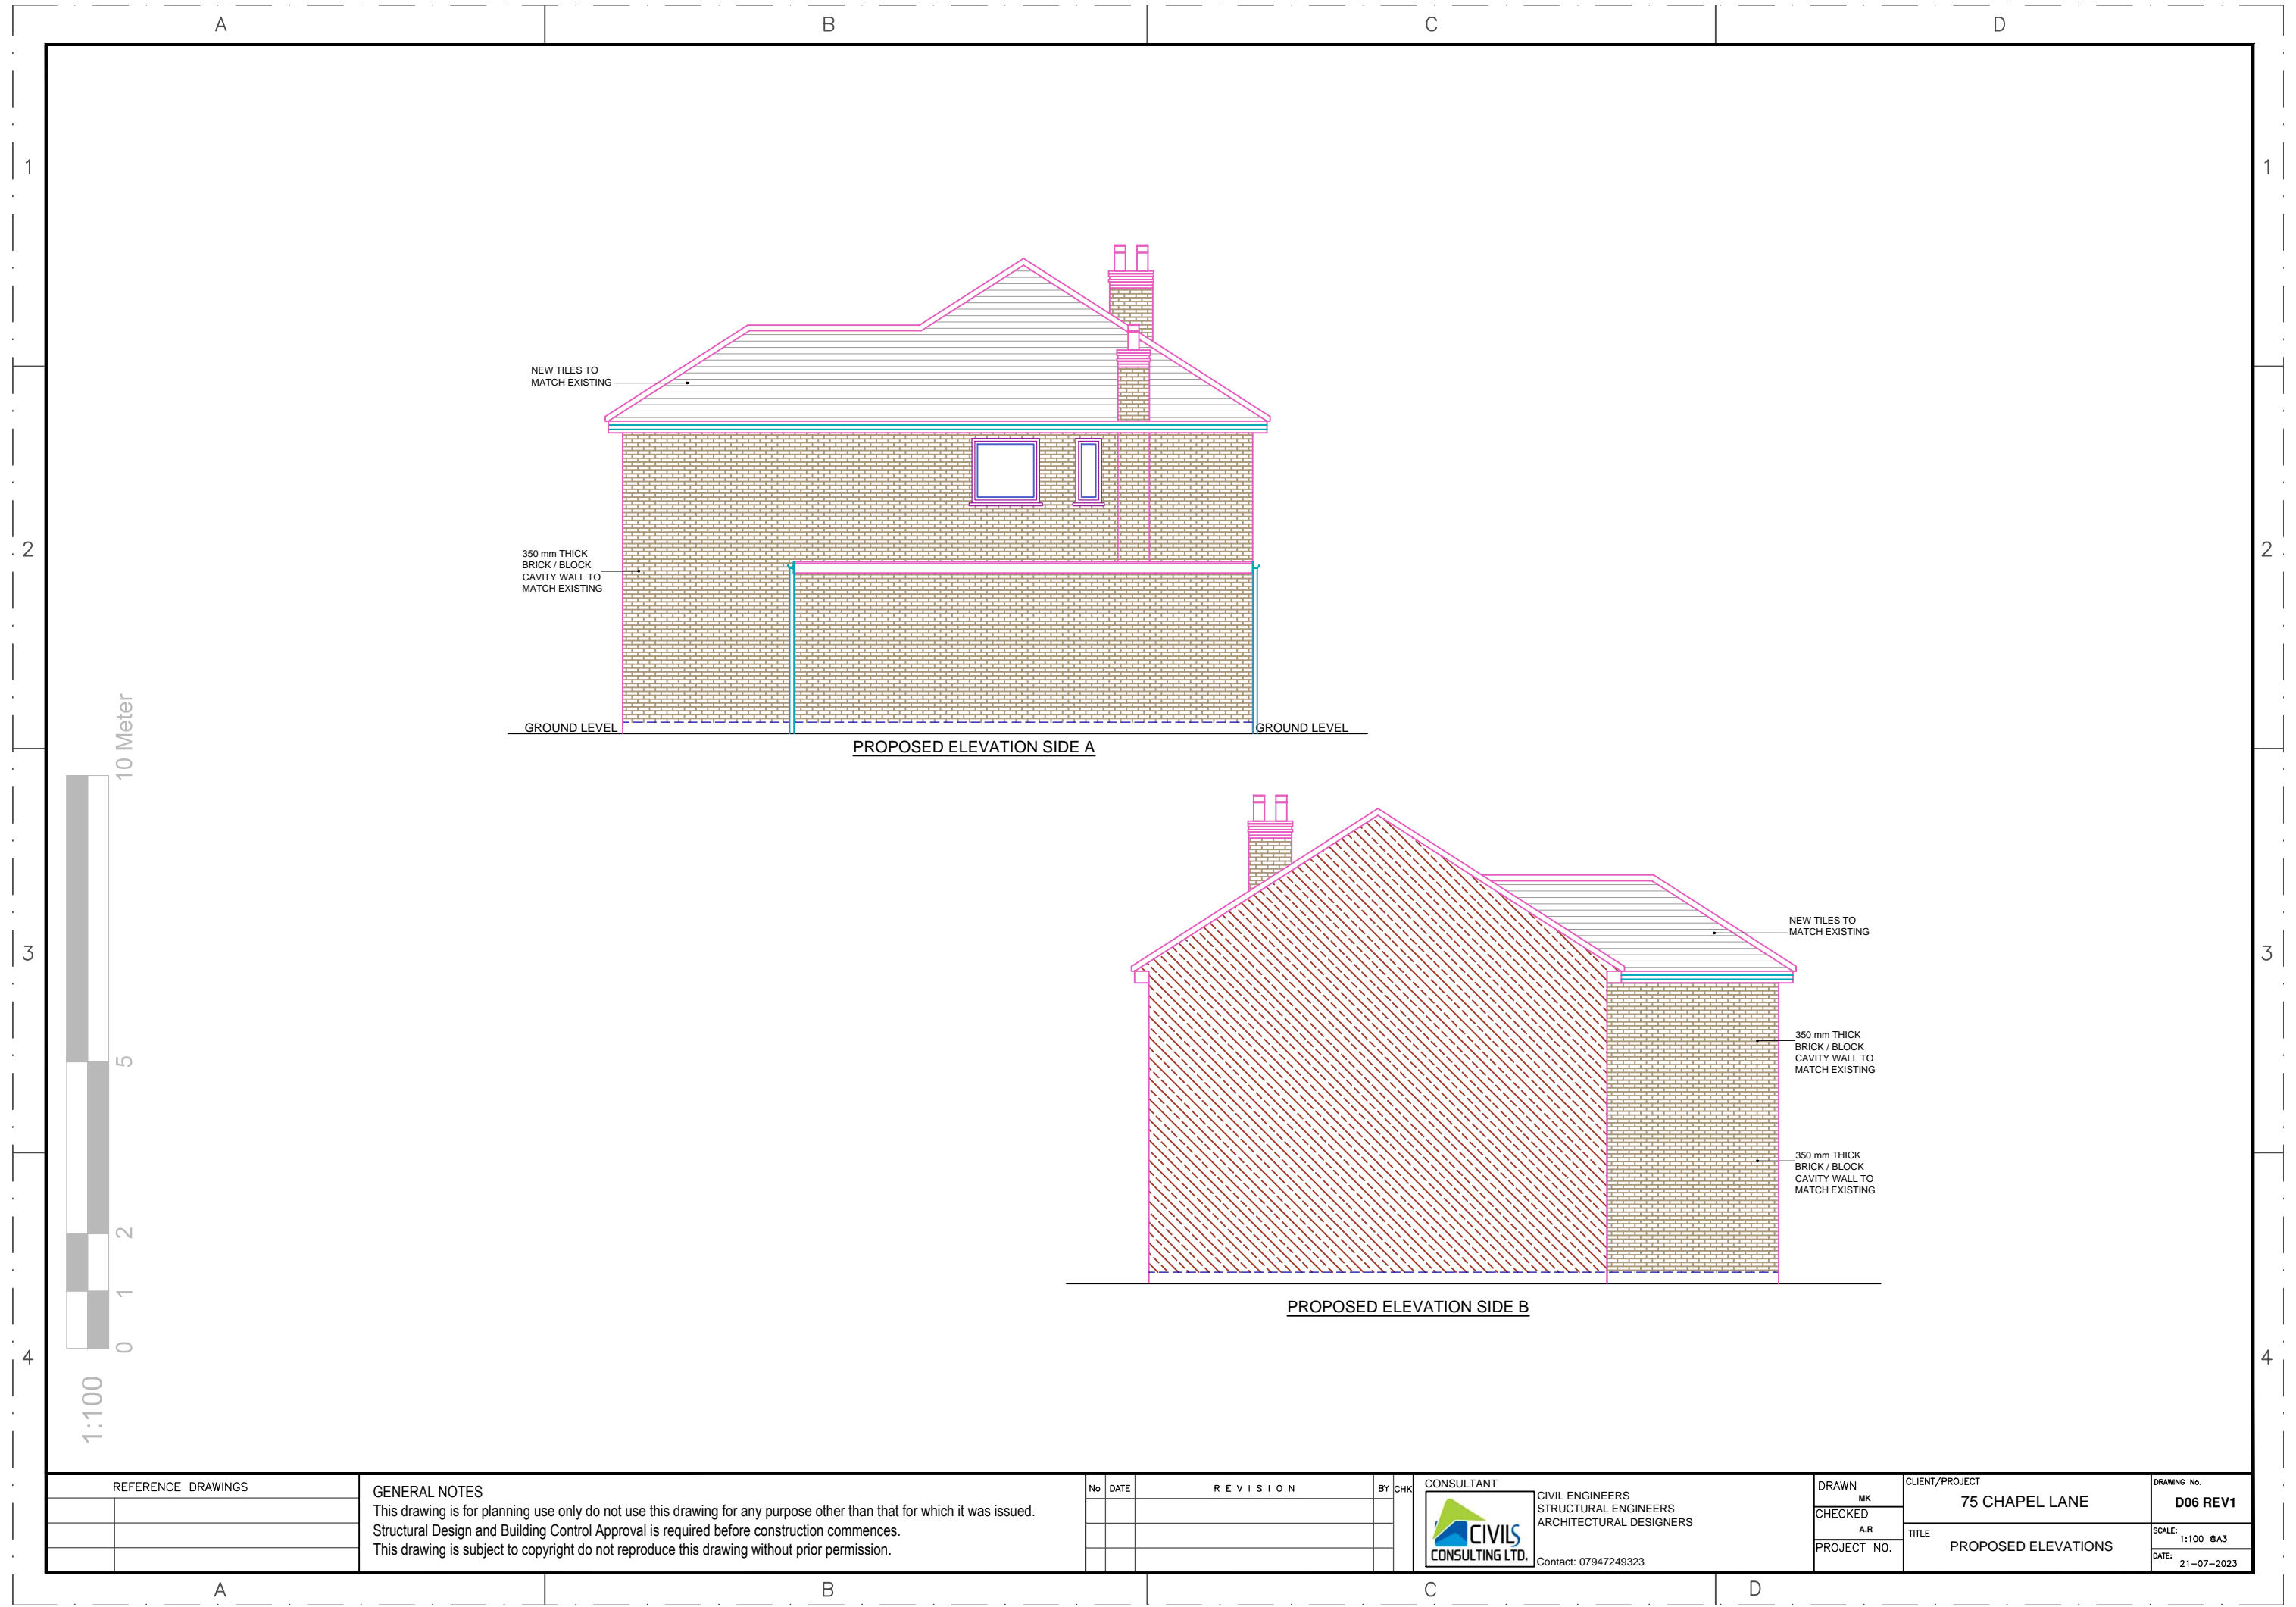 A B C D
1 1
NEW TILES TO
MATCH EXISTING
2 2
350 mm THICK
BRICK / BLOCK
CAVITY WALL TO
MATCH EXISTING
GROUND LEVEL GROUND LEVEL
PROPOSED ELEVATION SIDE A
10 Meter
5
2
1
0
1:100
3 3
NEW TILES TO
MATCH EXISTING
350 mm THICK
BRICK / BLOCK
CAVITY WALL TO
MATCH EXISTING
350 mm THICK
BRICK / BLOCK
CAVITY WALL TO
MATCH EXISTING
PROPOSED ELEVATION SIDE B
4 4
REFERENCE DRAWINGS
GENERAL NOTES
This drawing is for planning use only do not use this drawing for any purpose other than that for which it was issued.
Structural Design and Building Control Approval is required before construction commences.
This drawing is subject to copyright do not reproduce this drawing without prior permission.
No DATE REVISION BY CHK
CONSULTANT
CIVILS
CONSULTING LTD.
CIVIL ENGINEERS
STRUCTURAL ENGINEERS
ARCHITECTURAL DESIGNERS
Contact: 07947249323
DRAWN
MK
CHECKED
A.R
PROJECT NO.
CLIENT/PROJECT
75 CHAPEL LANE
TITLE
PROPOSED ELEVATIONS
DRAWING No.
D06 REV1
SCALE:
1:100 @A3
DATE:
21-07-2023
A B C D